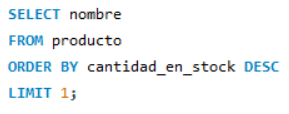 SELECT nombre
FROM producto
ORDER BY cantidad_en_stock DESC
LIMIT 1;